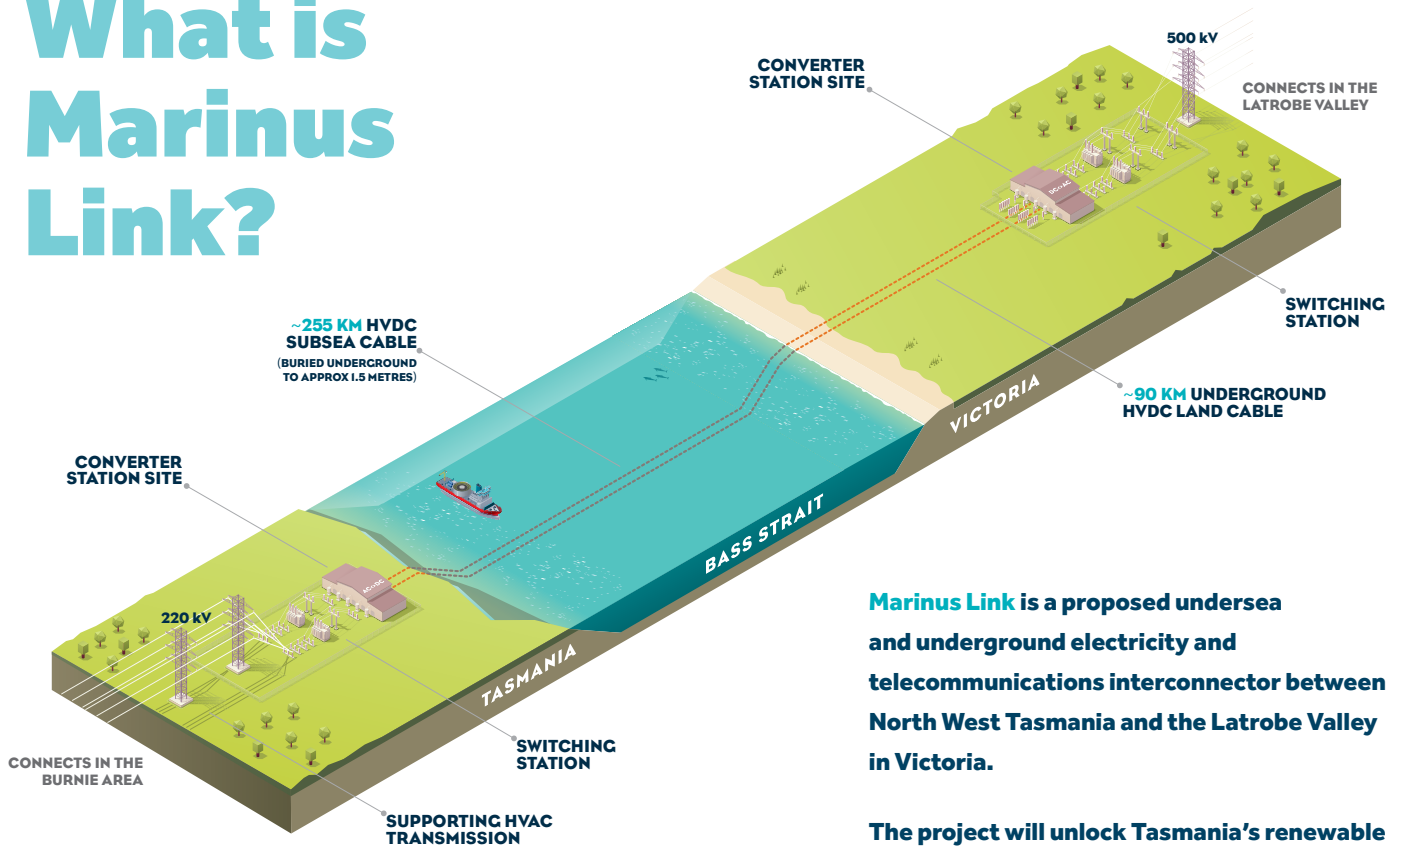 What is
Marinus
Link?
500 kV
CONVERTER
STATION SITE
CONNECTS IN THE
LATROBE VALLEY
DC AC
SWITCHING
STATION
~255 KM HVDC
SUBSEA CABLE
(BURIED UNDERGROUND
TO APPROX 1.5 METRES)
~90 KM UNDERGROUND
HVDC LAND CABLE
VICTORIA
CONVERTER
STATION SITE
BASS STRAIT
AC DC
220 kV
TASMANIA
SWITCHING
STATION
CONNECTS IN THE
BURNIE AREA
SUPPORTING HVAC
TRANSMISSION
Marinus Link is a proposed undersea
and underground electricity and
telecommunications interconnector between
North West Tasmania and the Latrobe Valley
in Victoria.
The project will unlock Tasmania’s renewable